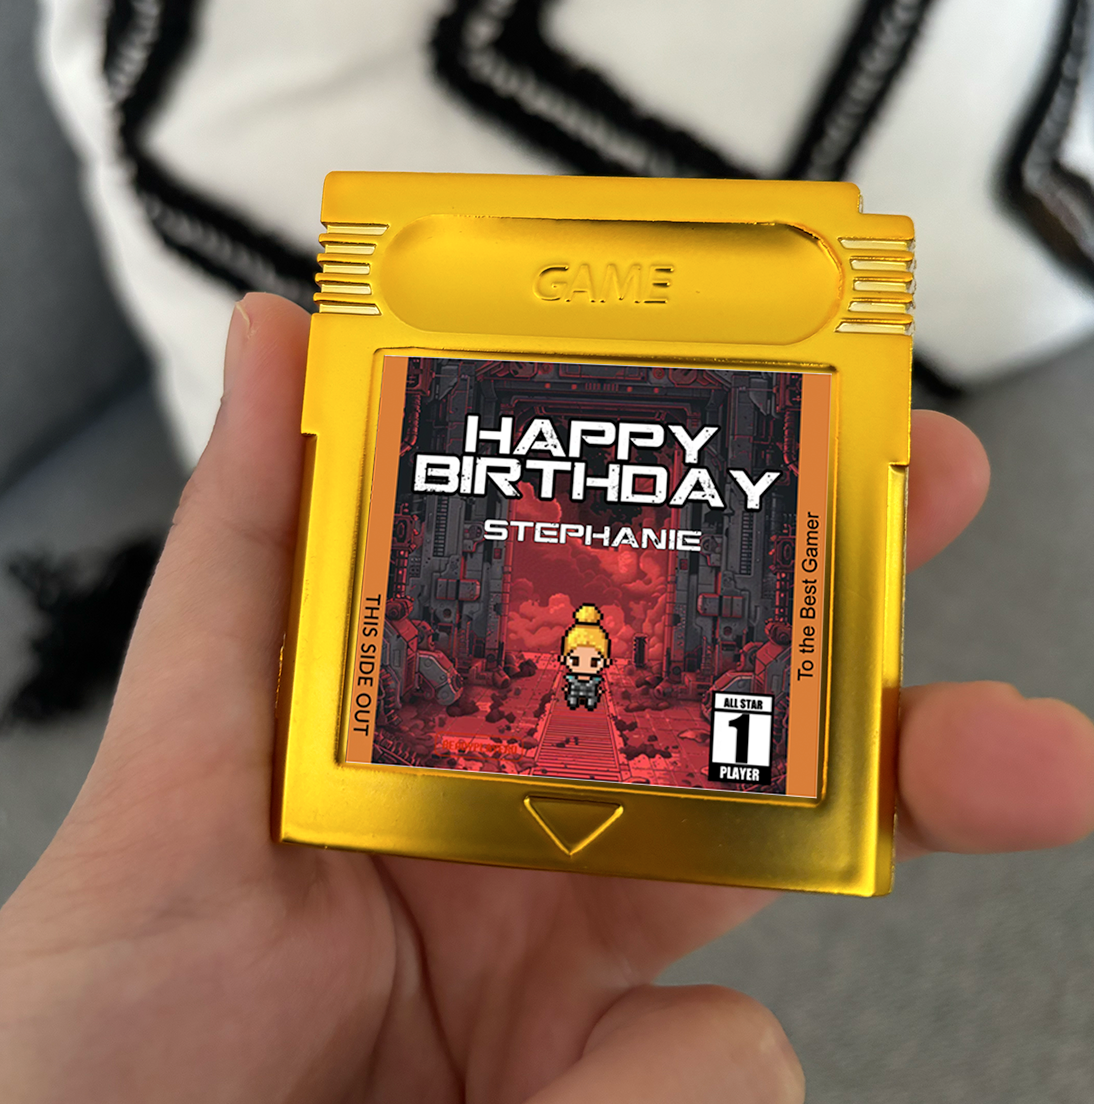 GAME
HAPPY
BIRTHDAY
STEPHANIE
THIS SIDE OUT
To the Best Gamer
ALL STAR
1
PLAYER